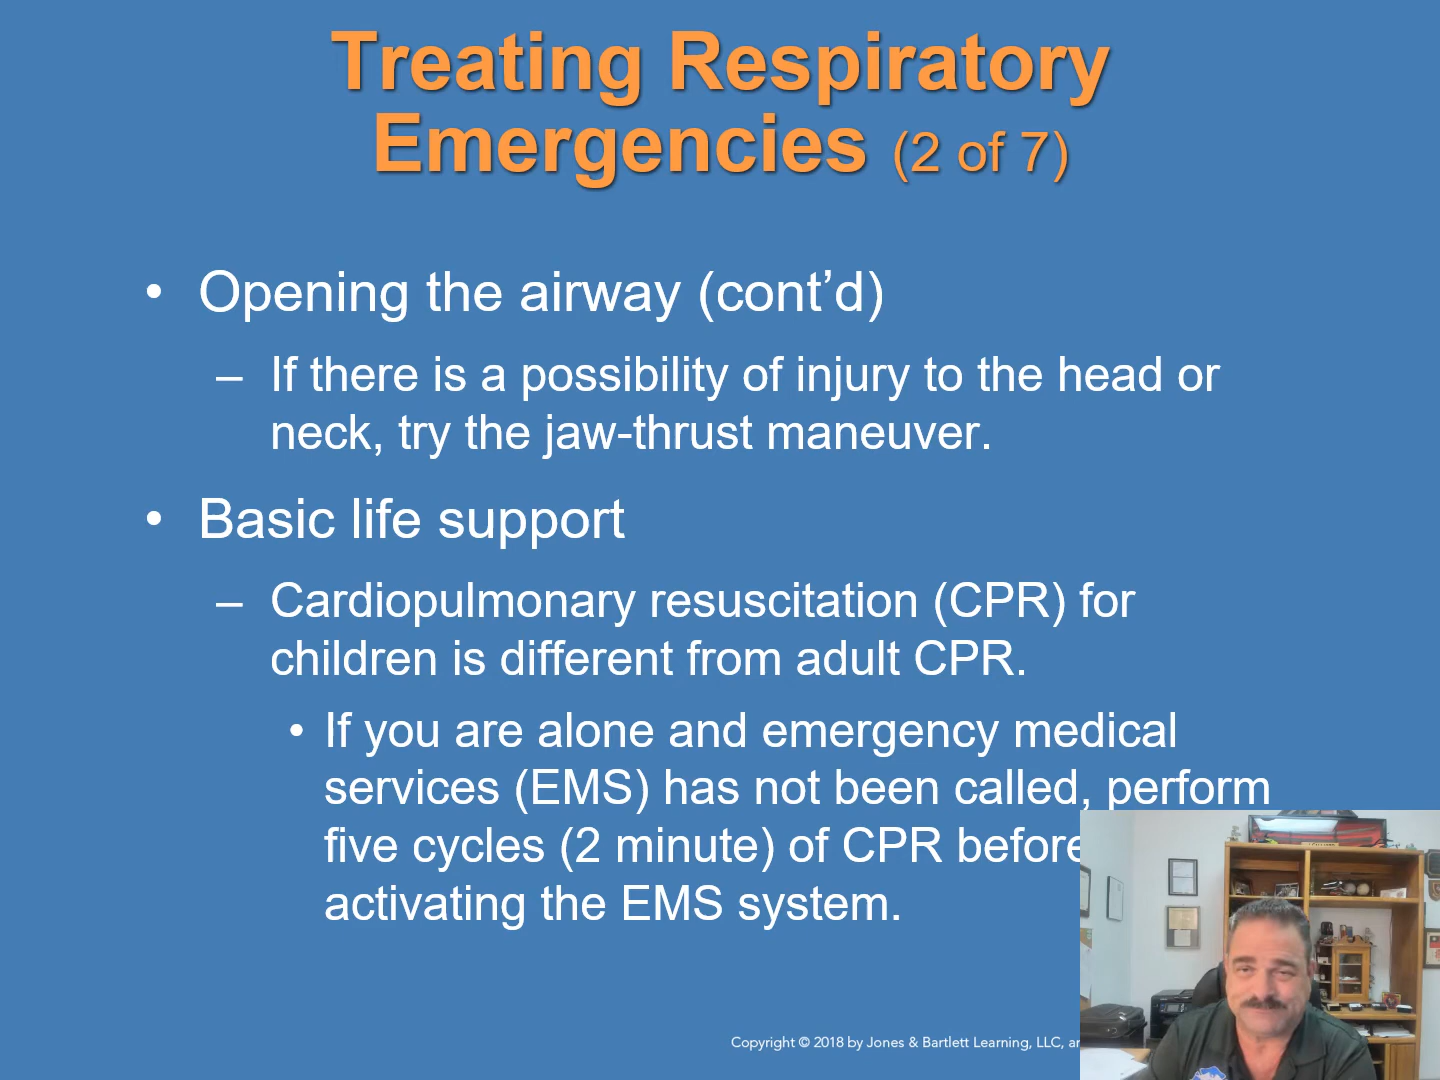 Treating Respiratory
Emergencies (2 of 7)
• Opening the airway (cont’d)
– If there is a possibility of injury to the head or
neck, try the jaw-thrust maneuver.
• Basic life support
– Cardiopulmonary resuscitation (CPR) for
children is different from adult CPR.
• If you are alone and emergency medical
services (EMS) has not been called, perform
five cycles (2 minute) of CPR before
activating the EMS system.
Copyright © 2018 by Jones & Bartlett Learning, LLC,